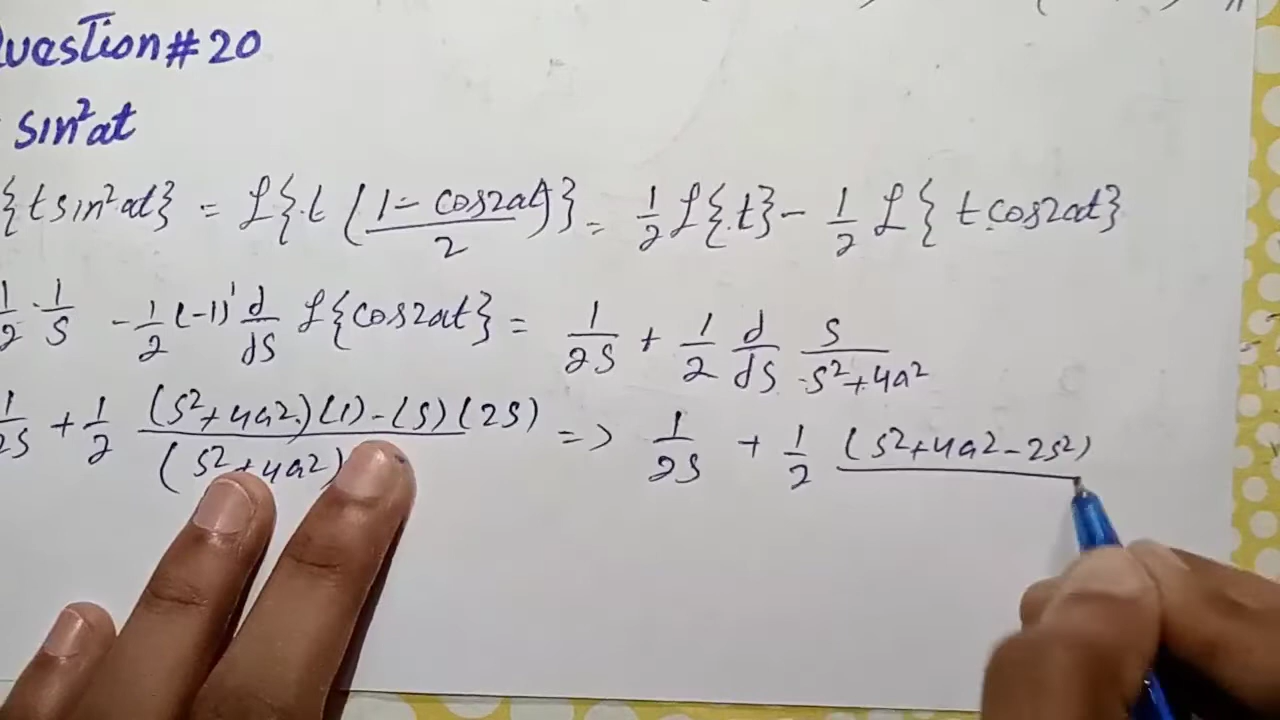 uestion#20
sin²at
{t sin²at} = ℒ{t (1-cos2at)/2} = 1/2 ℒ{t} - 1/2 ℒ{t cos2at}
1/2 · 1/s - 1/2 (-1)¹ d/ds ℒ{cos2at} = 1/2s + 1/2 d/ds s/s²+4a²
1/2s + 1/2 (s²+4a²)(1)-(s)(2s)/(s²+4a²) => 1/2s + 1/2 (s²+4a²-2s²)